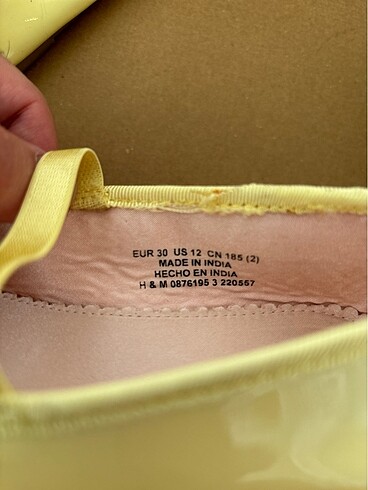 EUR 30 US 12 CN 185 (2)
MADE IN INDIA
HECHO EN INDIA
H & M 0876195 3 220557